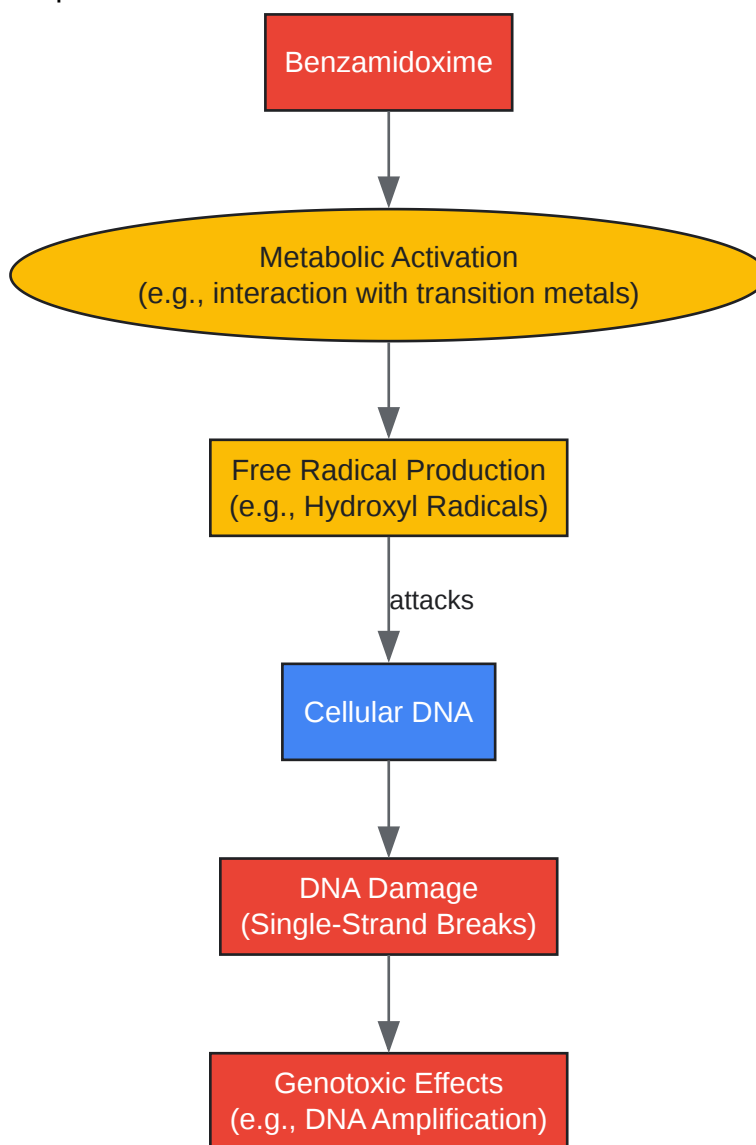 Benzamidoxime
Metabolic Activation
(e.g., interaction with transition metals)
Free Radical Production
(e.g., Hydroxyl Radicals)
attacks
Cellular DNA
DNA Damage
(Single-Strand Breaks)
Genotoxic Effects
(e.g., DNA Amplification)